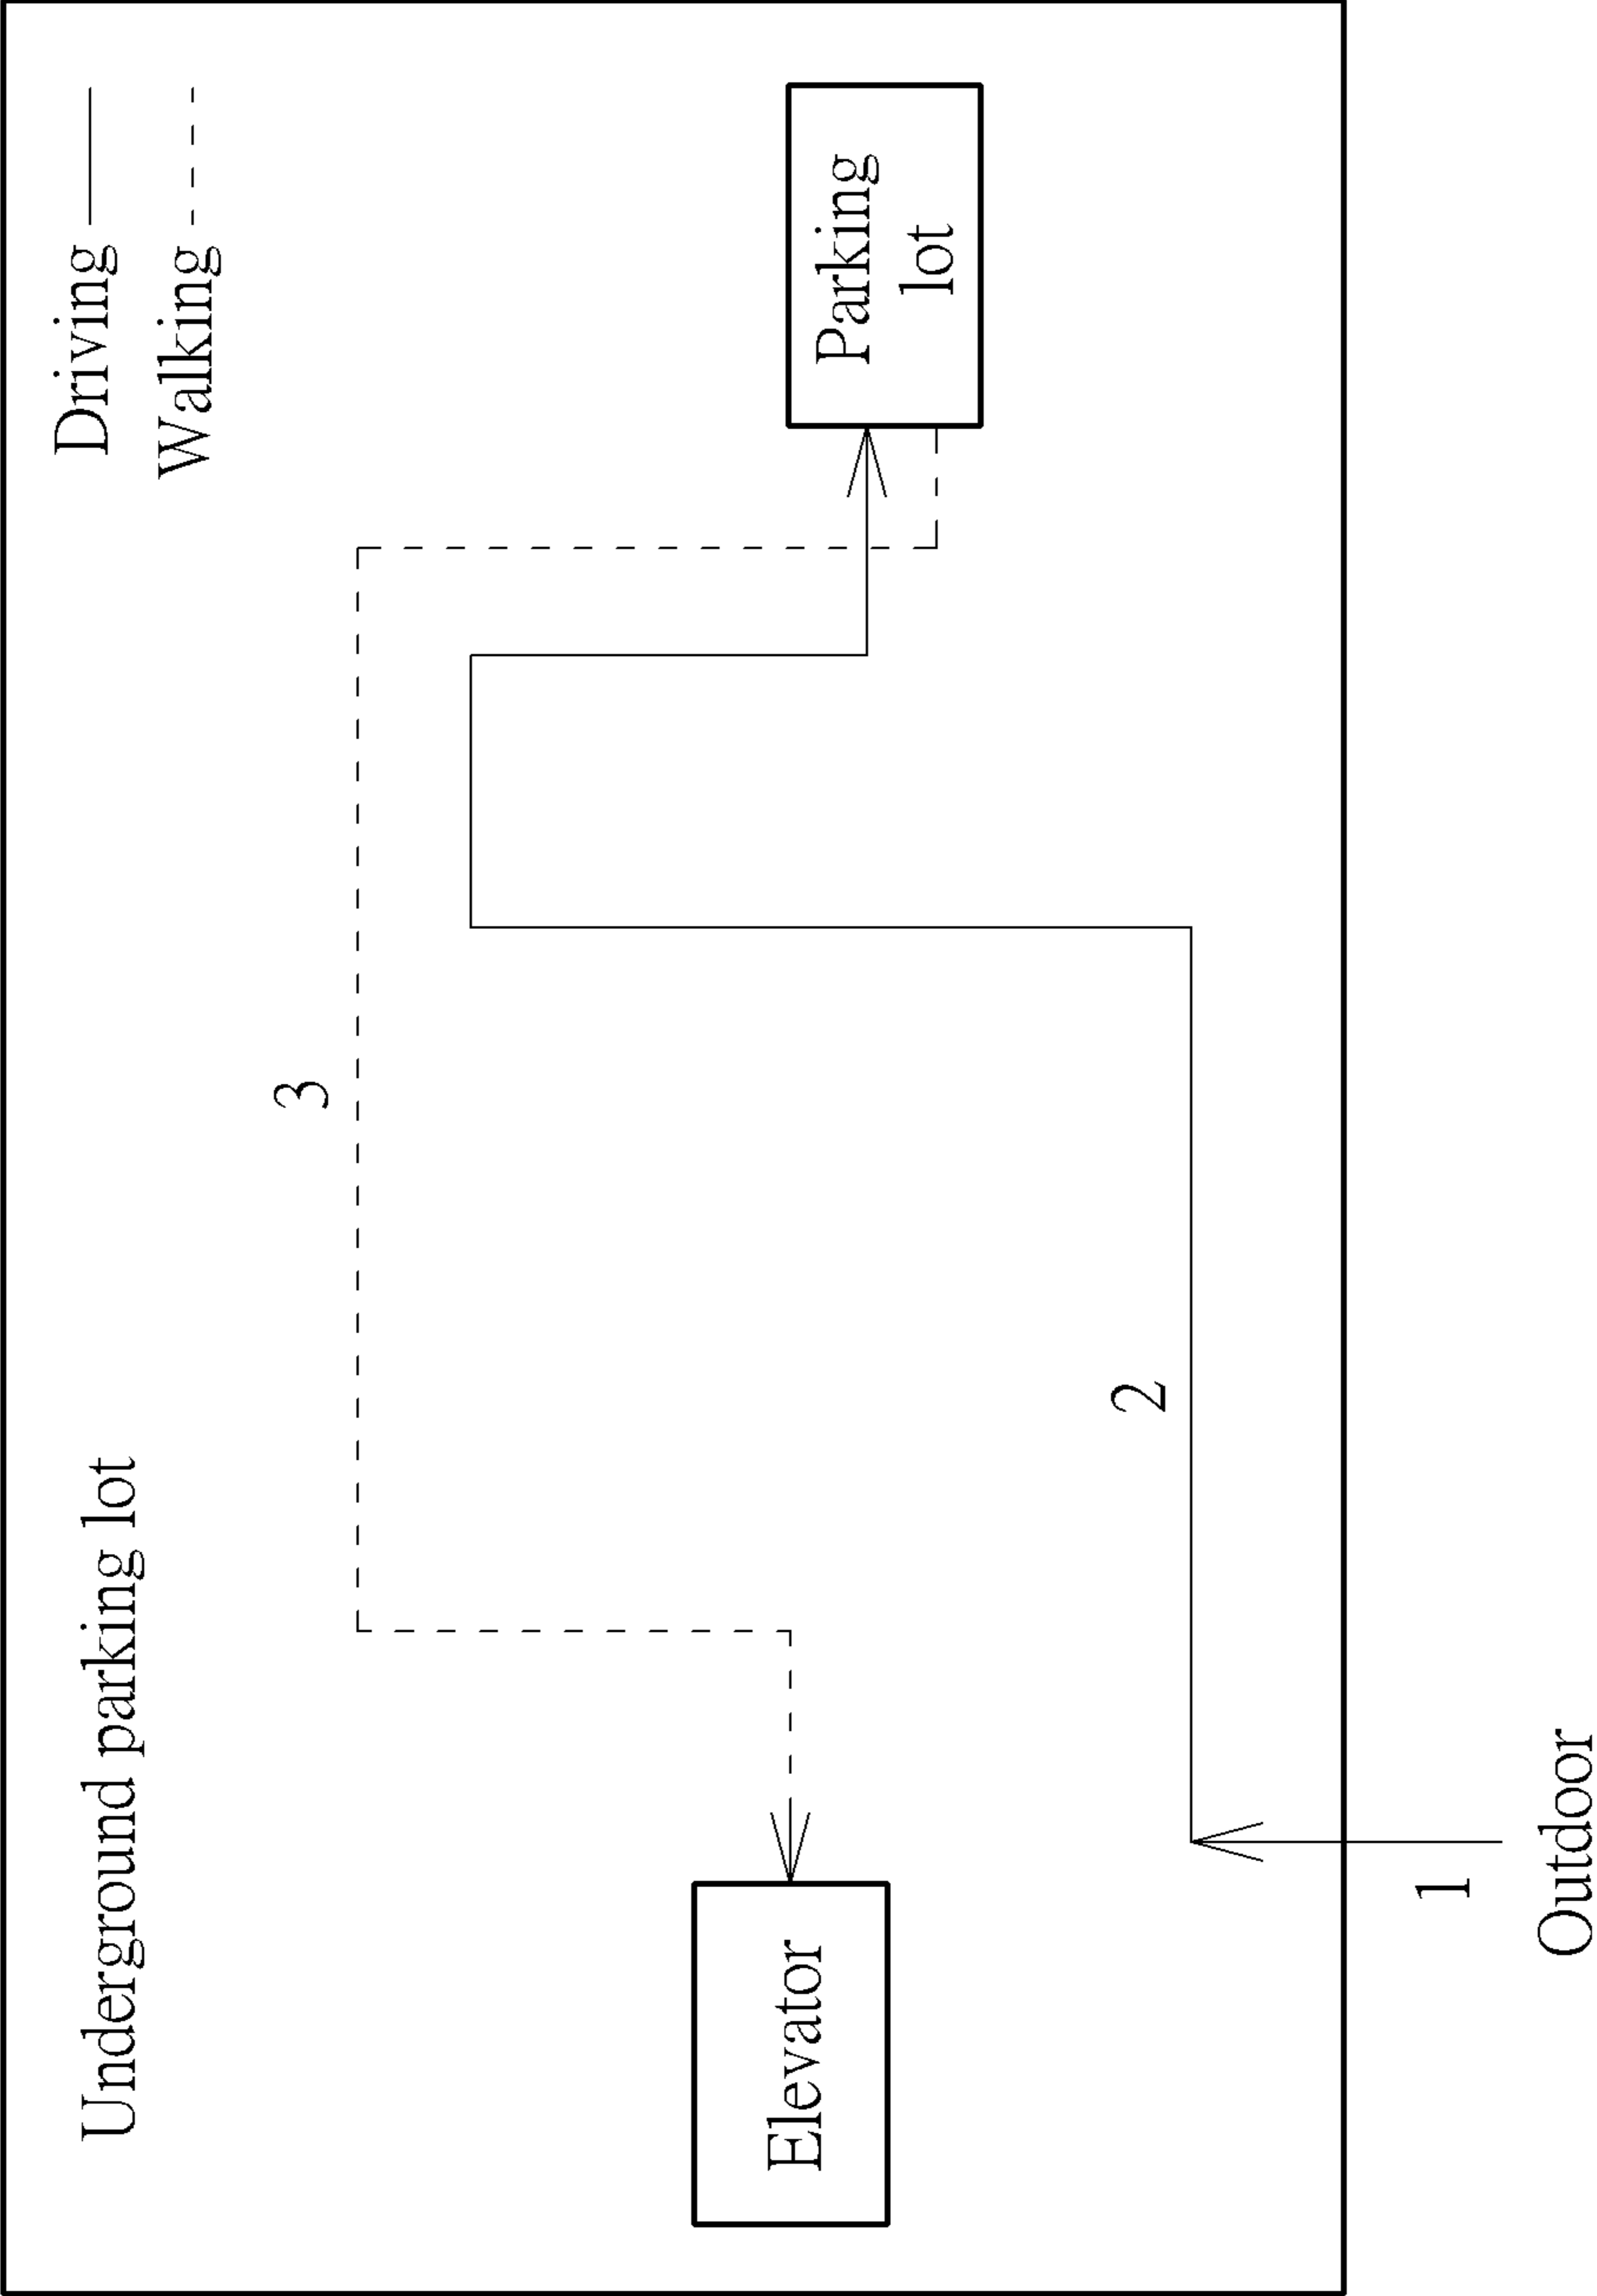 Underground parking lot
Driving
Walking
3
Elevator
Parking
lot
2
1
Outdoor